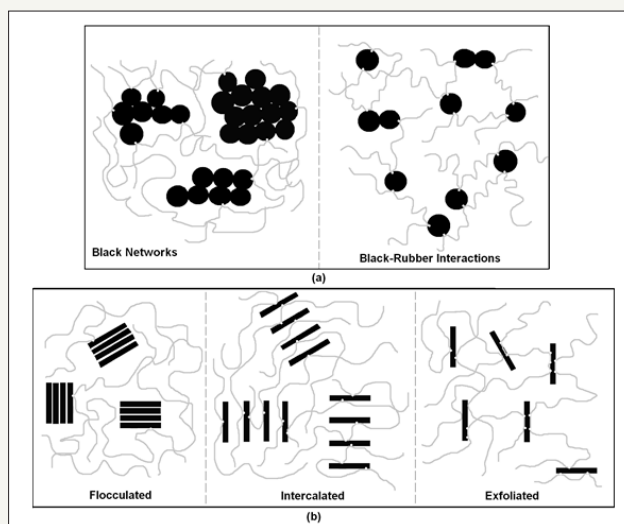 Black Networks
Black-Rubber Interactions
(a)
Flocculated
Intercalated
Exfoliated
(b)